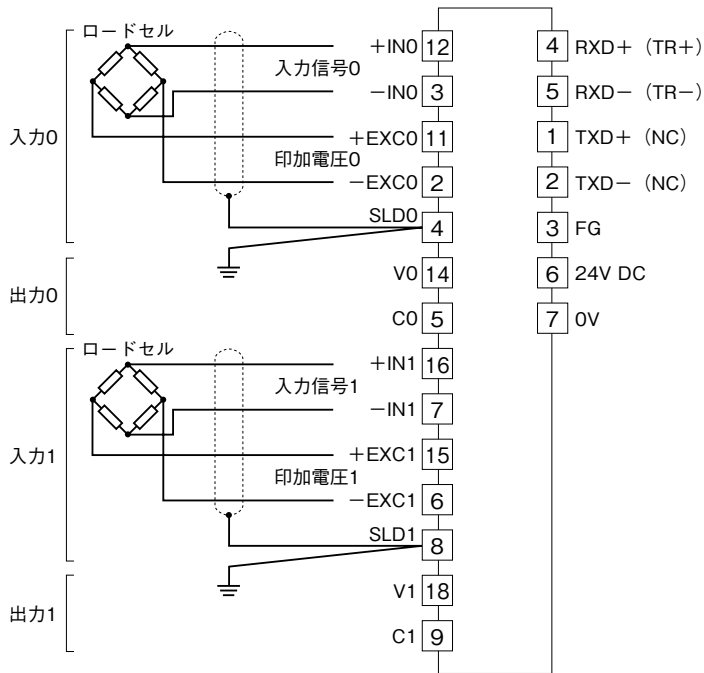 ロードセル
+IN0 12
入力信号0
−IN0 3
入力0
+EXC0 11
印加電圧0
−EXC0 2
SLD0 4
出力0
V0 14
C0 5
ロードセル
+IN1 16
入力信号1
−IN1 7
入力1
+EXC1 15
印加電圧1
−EXC1 6
SLD1 8
出力1
V1 18
C1 9
4 RXD+（TR+）
5 RXD−（TR−）
1 TXD+（NC）
2 TXD−（NC）
3 FG
6 24V DC
7 0V